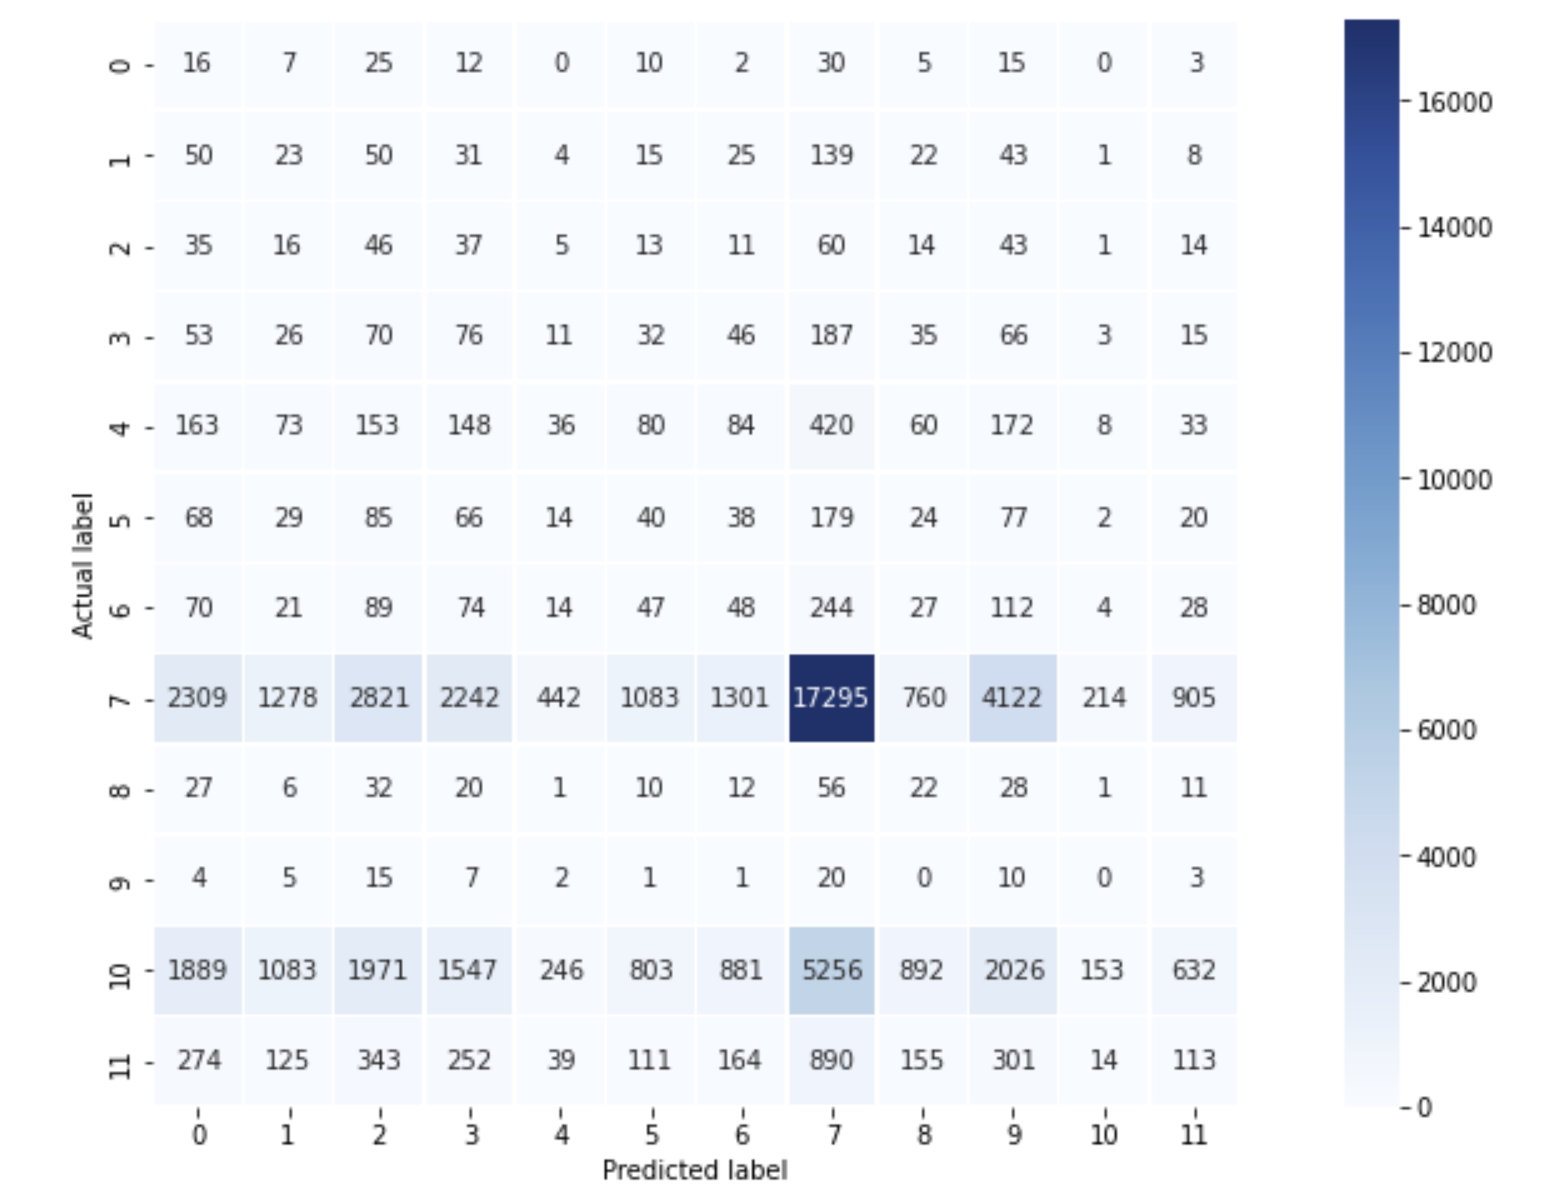 0 16 7 25 12 0 10 2 30 5 15 0 3
1 50 23 50 31 4 15 25 139 22 43 1 8
2 35 16 46 37 5 13 11 60 14 43 1 14
3 53 26 70 76 11 32 46 187 35 66 3 15
4 163 73 153 148 36 80 84 420 60 172 8 33
5 68 29 85 66 14 40 38 179 24 77 2 20
6 70 21 89 74 14 47 48 244 27 112 4 28
7 2309 1278 2821 2242 442 1083 1301 17295 760 4122 214 905
8 27 6 32 20 1 10 12 56 22 28 1 11
9 4 5 15 7 2 1 1 20 0 10 0 3
10 1889 1083 1971 1547 246 803 881 5256 892 2026 153 632
11 274 125 343 252 39 111 164 890 155 301 14 113
0 1 2 3 4 5 6 7 8 9 10 11
Predicted label
Actual label
16000
14000
12000
10000
8000
6000
4000
2000
0